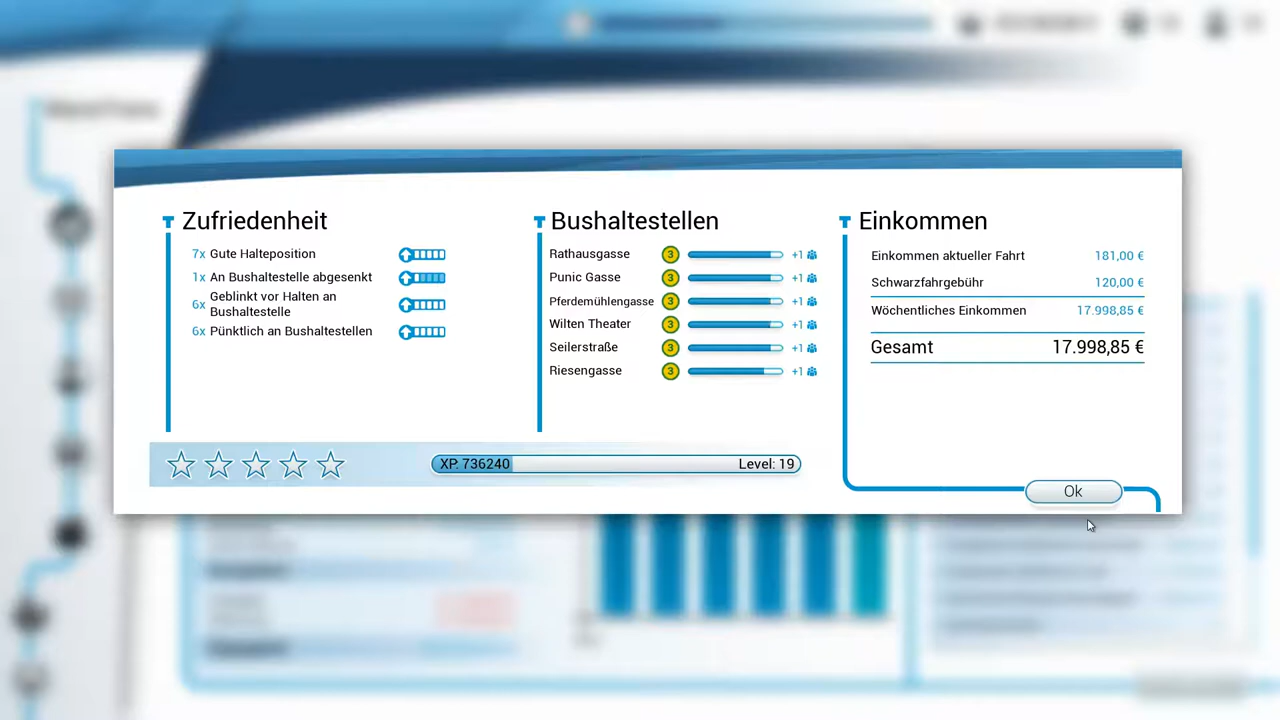 Zufriedenheit
7x Gute Halteposition
1x An Bushaltestelle abgesenkt
6x Geblinkt vor Halten an
Bushaltestelle
6x Pünktlich an Bushaltestellen
Bushaltestellen
Rathausgasse 3 +1
Punic Gasse 3 +1
Pferdemühlengasse 3 +1
Wilten Theater 3 +1
Seilerstraße 3 +1
Riesengasse 3 +1
Einkommen
Einkommen aktueller Fahrt 181,00 €
Schwarzfahrgebühr 120,00 €
Wöchentliches Einkommen 17.998,85 €
Gesamt 17.998,85 €
XP: 736240 Level: 19
Ok